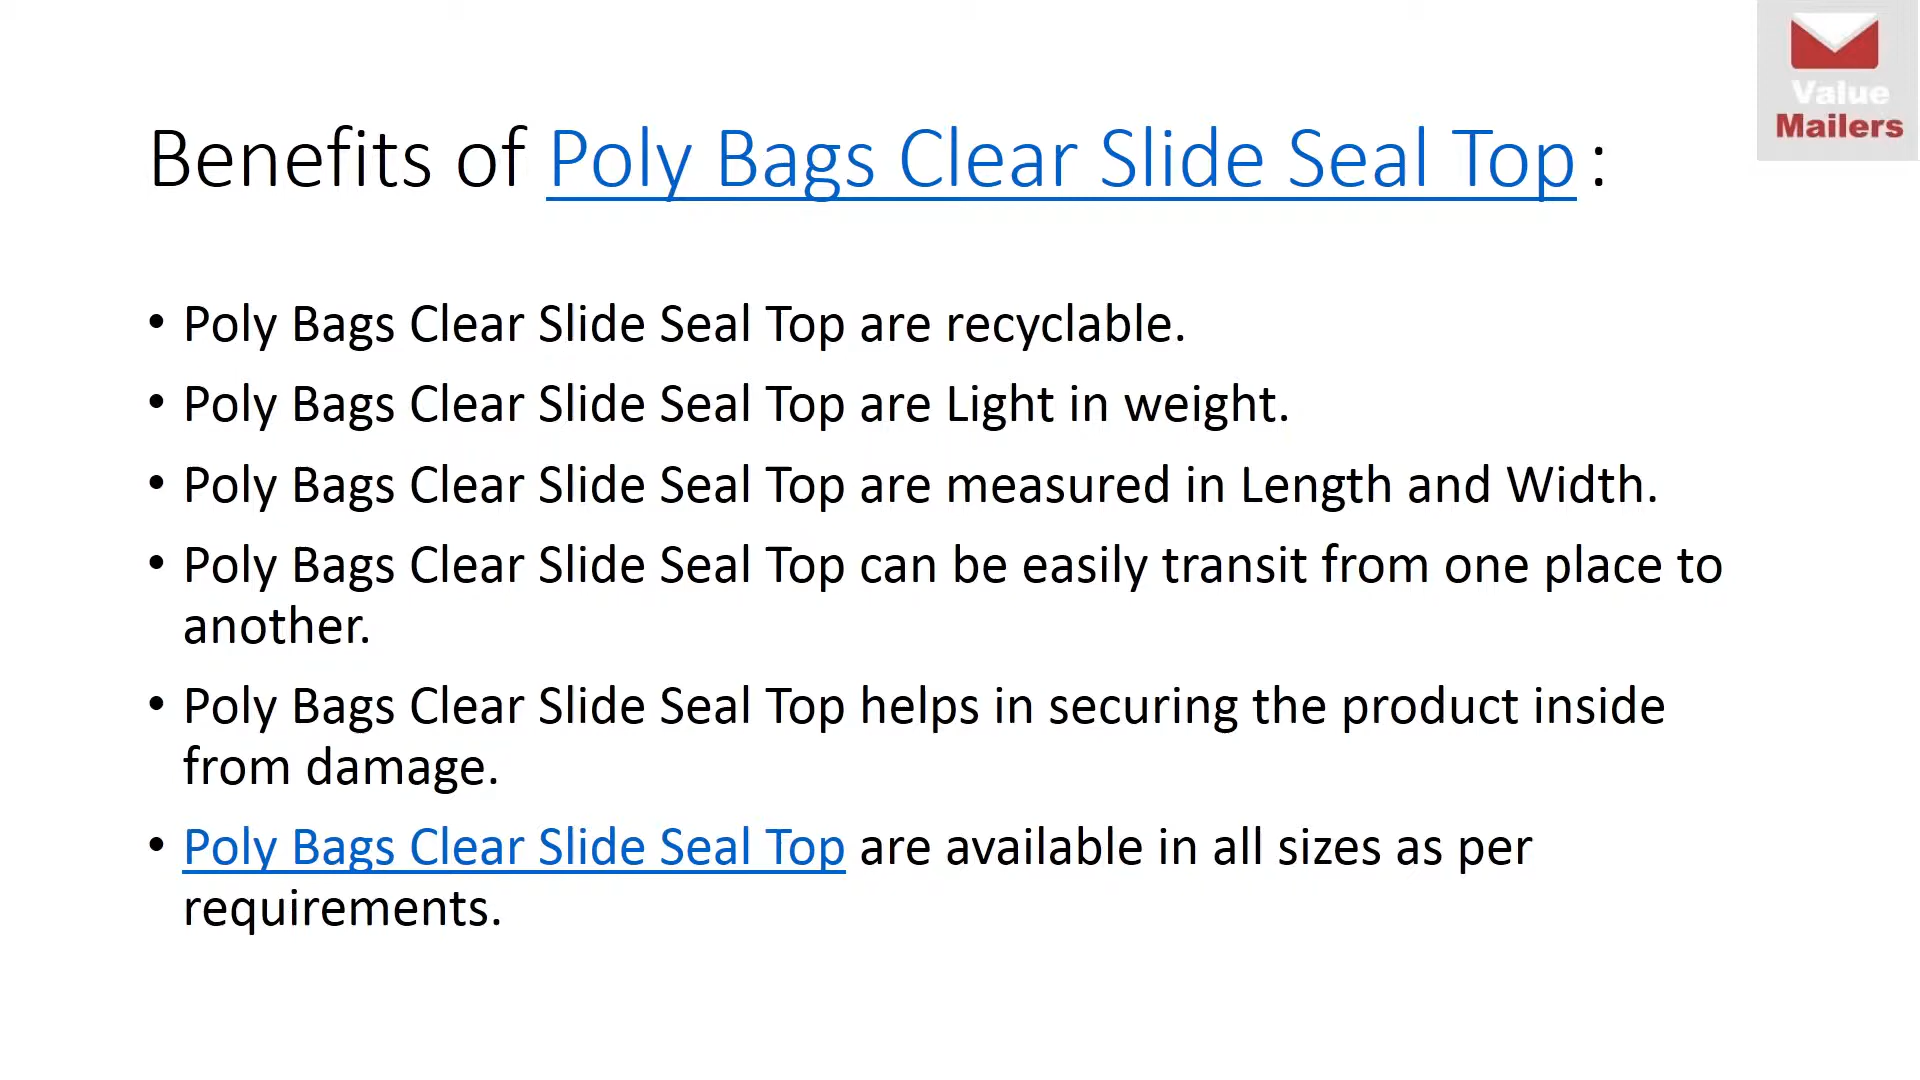 Value
Mailers
Benefits of Poly Bags Clear Slide Seal Top :
• Poly Bags Clear Slide Seal Top are recyclable.
• Poly Bags Clear Slide Seal Top are Light in weight.
• Poly Bags Clear Slide Seal Top are measured in Length and Width.
• Poly Bags Clear Slide Seal Top can be easily transit from one place to
another.
• Poly Bags Clear Slide Seal Top helps in securing the product inside
from damage.
• Poly Bags Clear Slide Seal Top are available in all sizes as per
requirements.